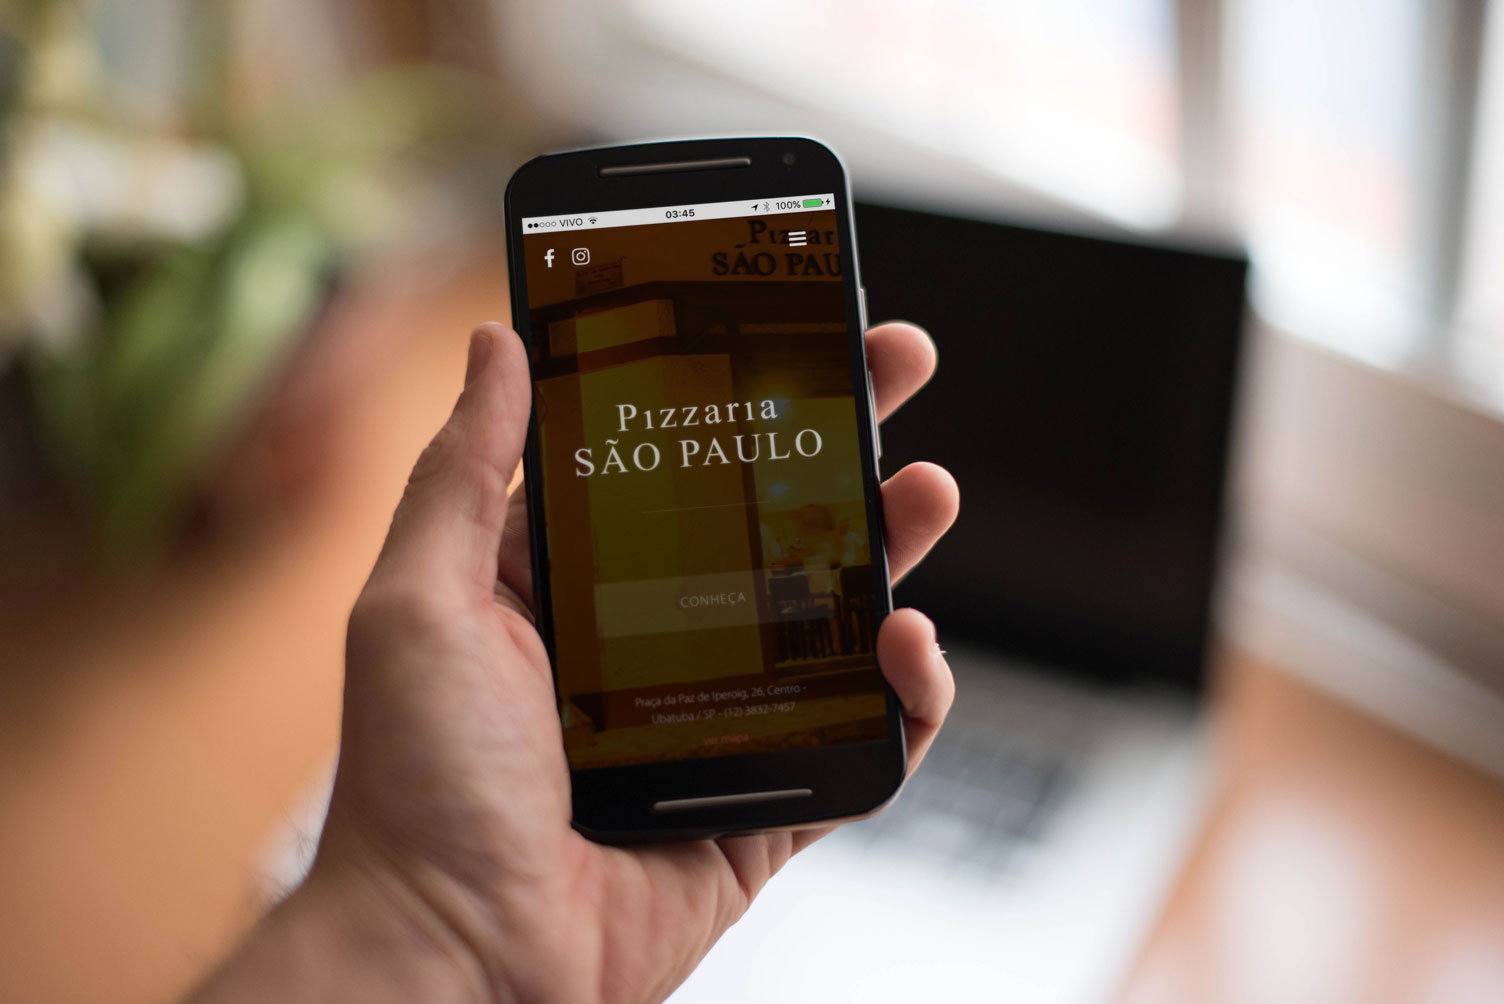 VIVO 03:45 100%
Pizzar
SÃO PAU
Pizzaria
SÃO PAULO
CONHEÇA
Praça da Paz de Iperoig, 26, Centro -
Ubatuba / SP - (12) 3832-7457
ver mapa